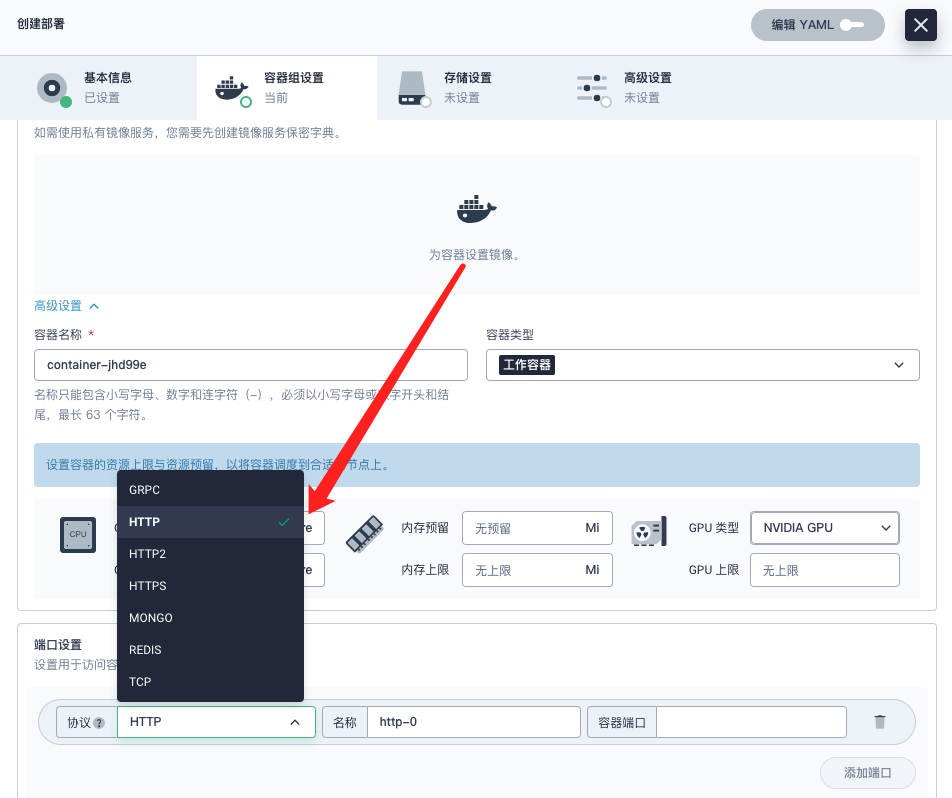 创建部署
编辑 YAML
基本信息
已设置
容器组设置
当前
存储设置
未设置
高级设置
未设置
如需使用私有镜像服务，您需要先创建镜像服务保密字典。
为容器设置镜像。
高级设置
容器名称 *
容器类型
container-jhd99e
工作容器
名称只能包含小写字母、数字和连字符（-），必须以小写字母或 字开头和结
尾，最长 63 个字符。
设置容器的资源上限与资源预留，以将容器调度到合适 节点上。
GRPC
HTTP
HTTP2
HTTPS
MONGO
REDIS
TCP
CPU
re
内存预留
无预留
Mi
GPU 类型
NVIDIA GPU
re
内存上限
无上限
Mi
GPU 上限
无上限
端口设置
设置用于访问容
协议 ?
HTTP
名称
http-0
容器端口
添加端口